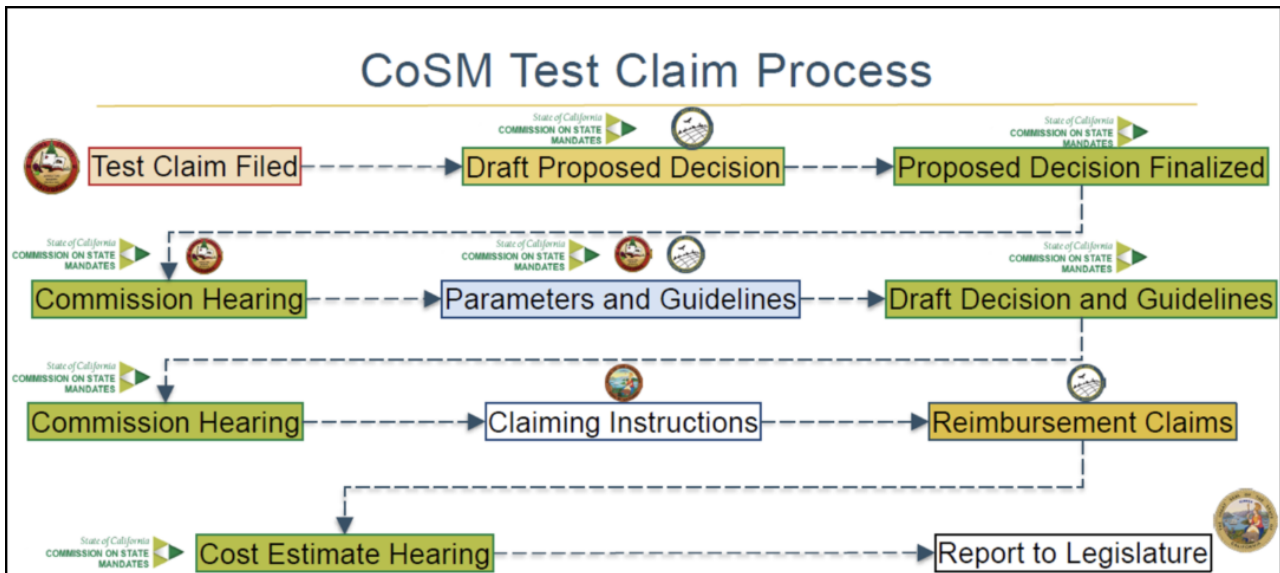 CoSM Test Claim Process
State of California
COMMISSION ON STATE
MANDATES
State of California
COMMISSION ON STATE
MANDATES
Test Claim Filed
Draft Proposed Decision
Proposed Decision Finalized
State of California
COMMISSION ON STATE
MANDATES
State of California
COMMISSION ON STATE
MANDATES
State of California
COMMISSION ON STATE
MANDATES
Commission Hearing
Parameters and Guidelines
Draft Decision and Guidelines
State of California
COMMISSION ON STATE
MANDATES
Commission Hearing
Claiming Instructions
Reimbursement Claims
State of California
COMMISSION ON STATE
MANDATES
Cost Estimate Hearing
Report to Legislature